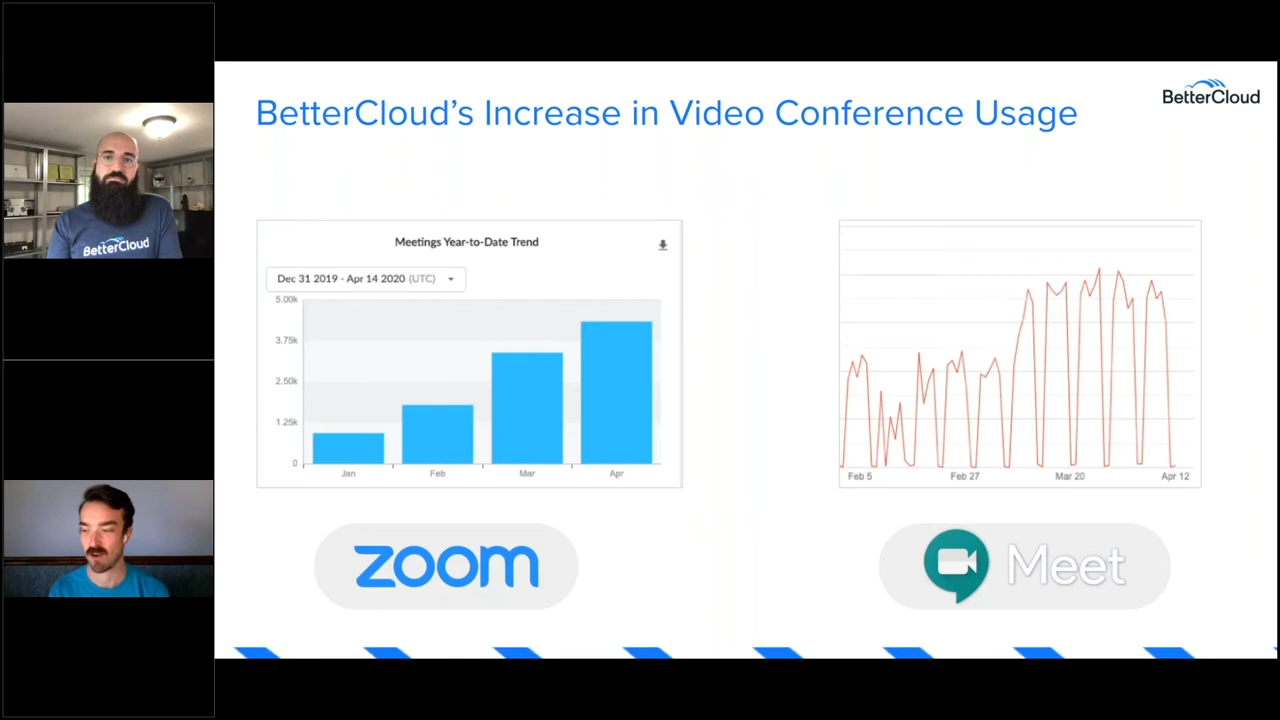 BetterCloud's Increase in Video Conference Usage
BetterCloud
BetterCloud
Meetings Year-to-Date Trend
Dec 31 2019 - Apr 14 2020 (UTC)
5.00k
3.75k
2.50k
1.25k
0
Jan Feb Mar Apr
Feb 5 Feb 27 Mar 20 Apr 12
zoom
Meet